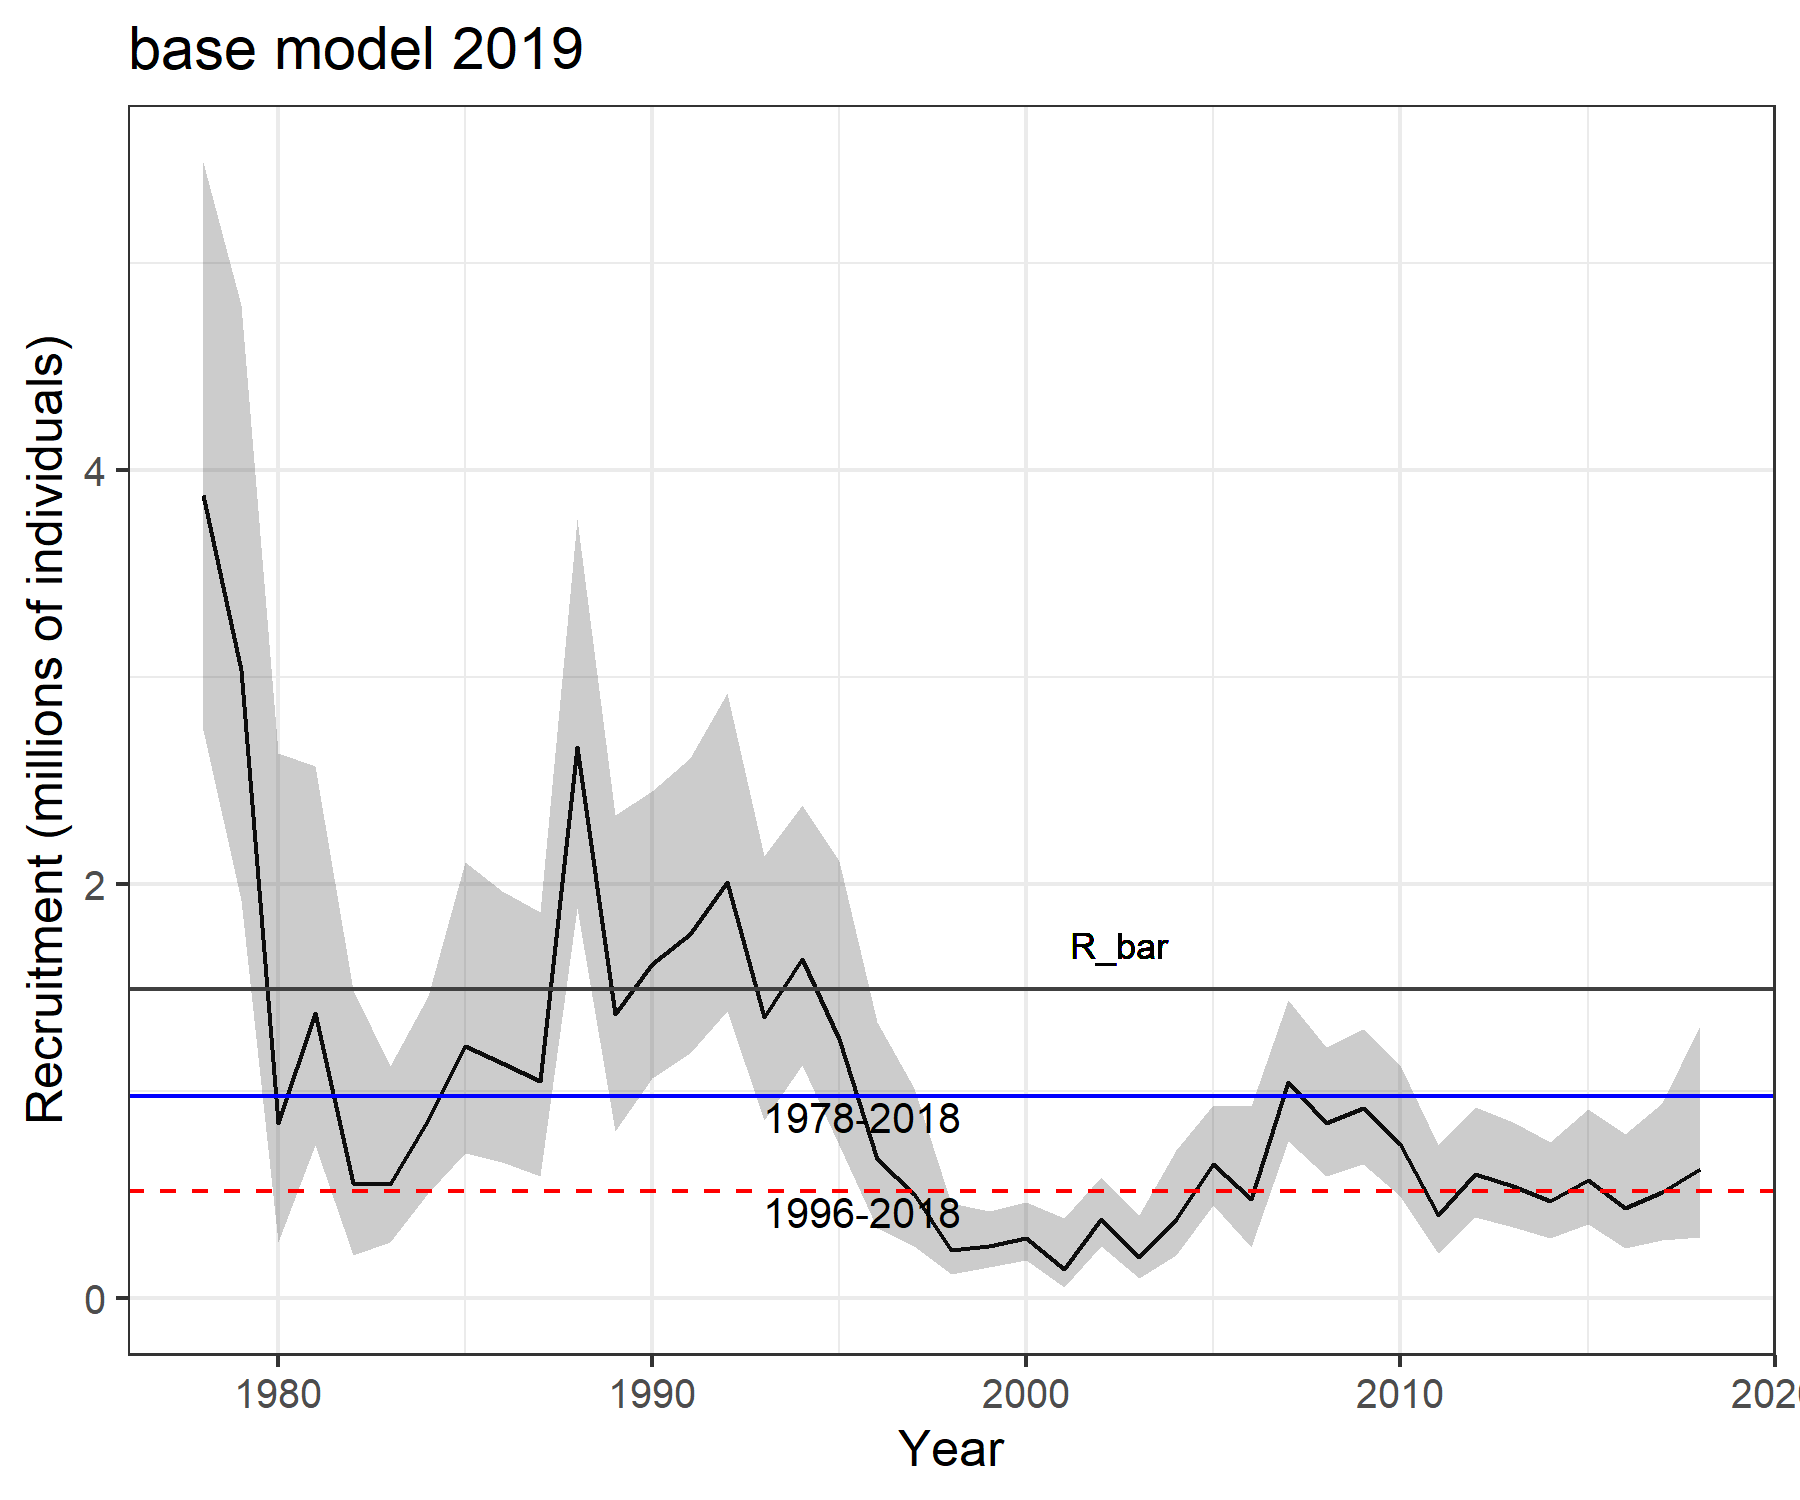 base model 2019
Recruitment (millions of individuals)
4
2
0
R_bar
1978-2018
1996-2018
1980
1990
2000
2010
202
Year